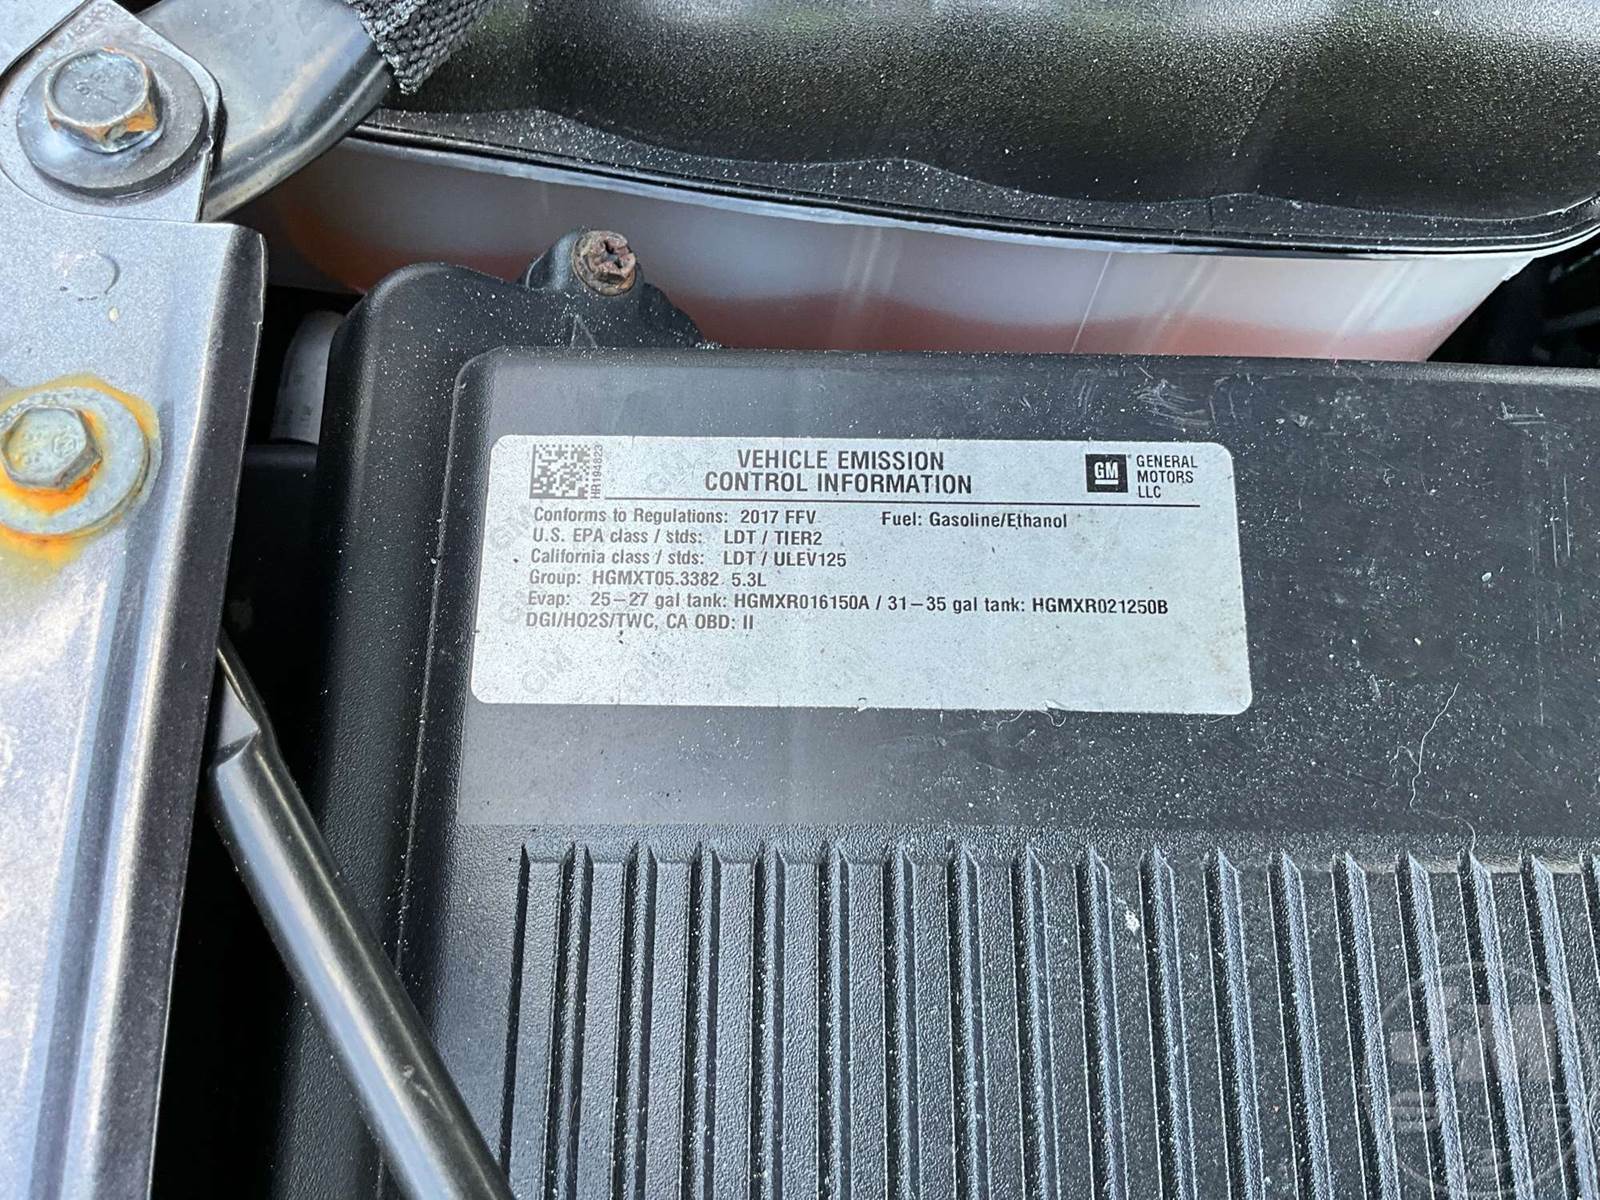 VEHICLE EMISSION
CONTROL INFORMATION
GM
GENERAL
MOTORS
LLC
HR194823
Conforms to Regulations: 2017 FFV Fuel: Gasoline/Ethanol
U.S. EPA class / stds: LDT / TIER2
California class / stds: LDT / ULEV125
Group: HGMXT05.3382 5.3L
Evap: 25-27 gal tank: HGMXR016150A / 31-35 gal tank: HGMXR021250B
DGI/HO2S/TWC, CA OBD: II